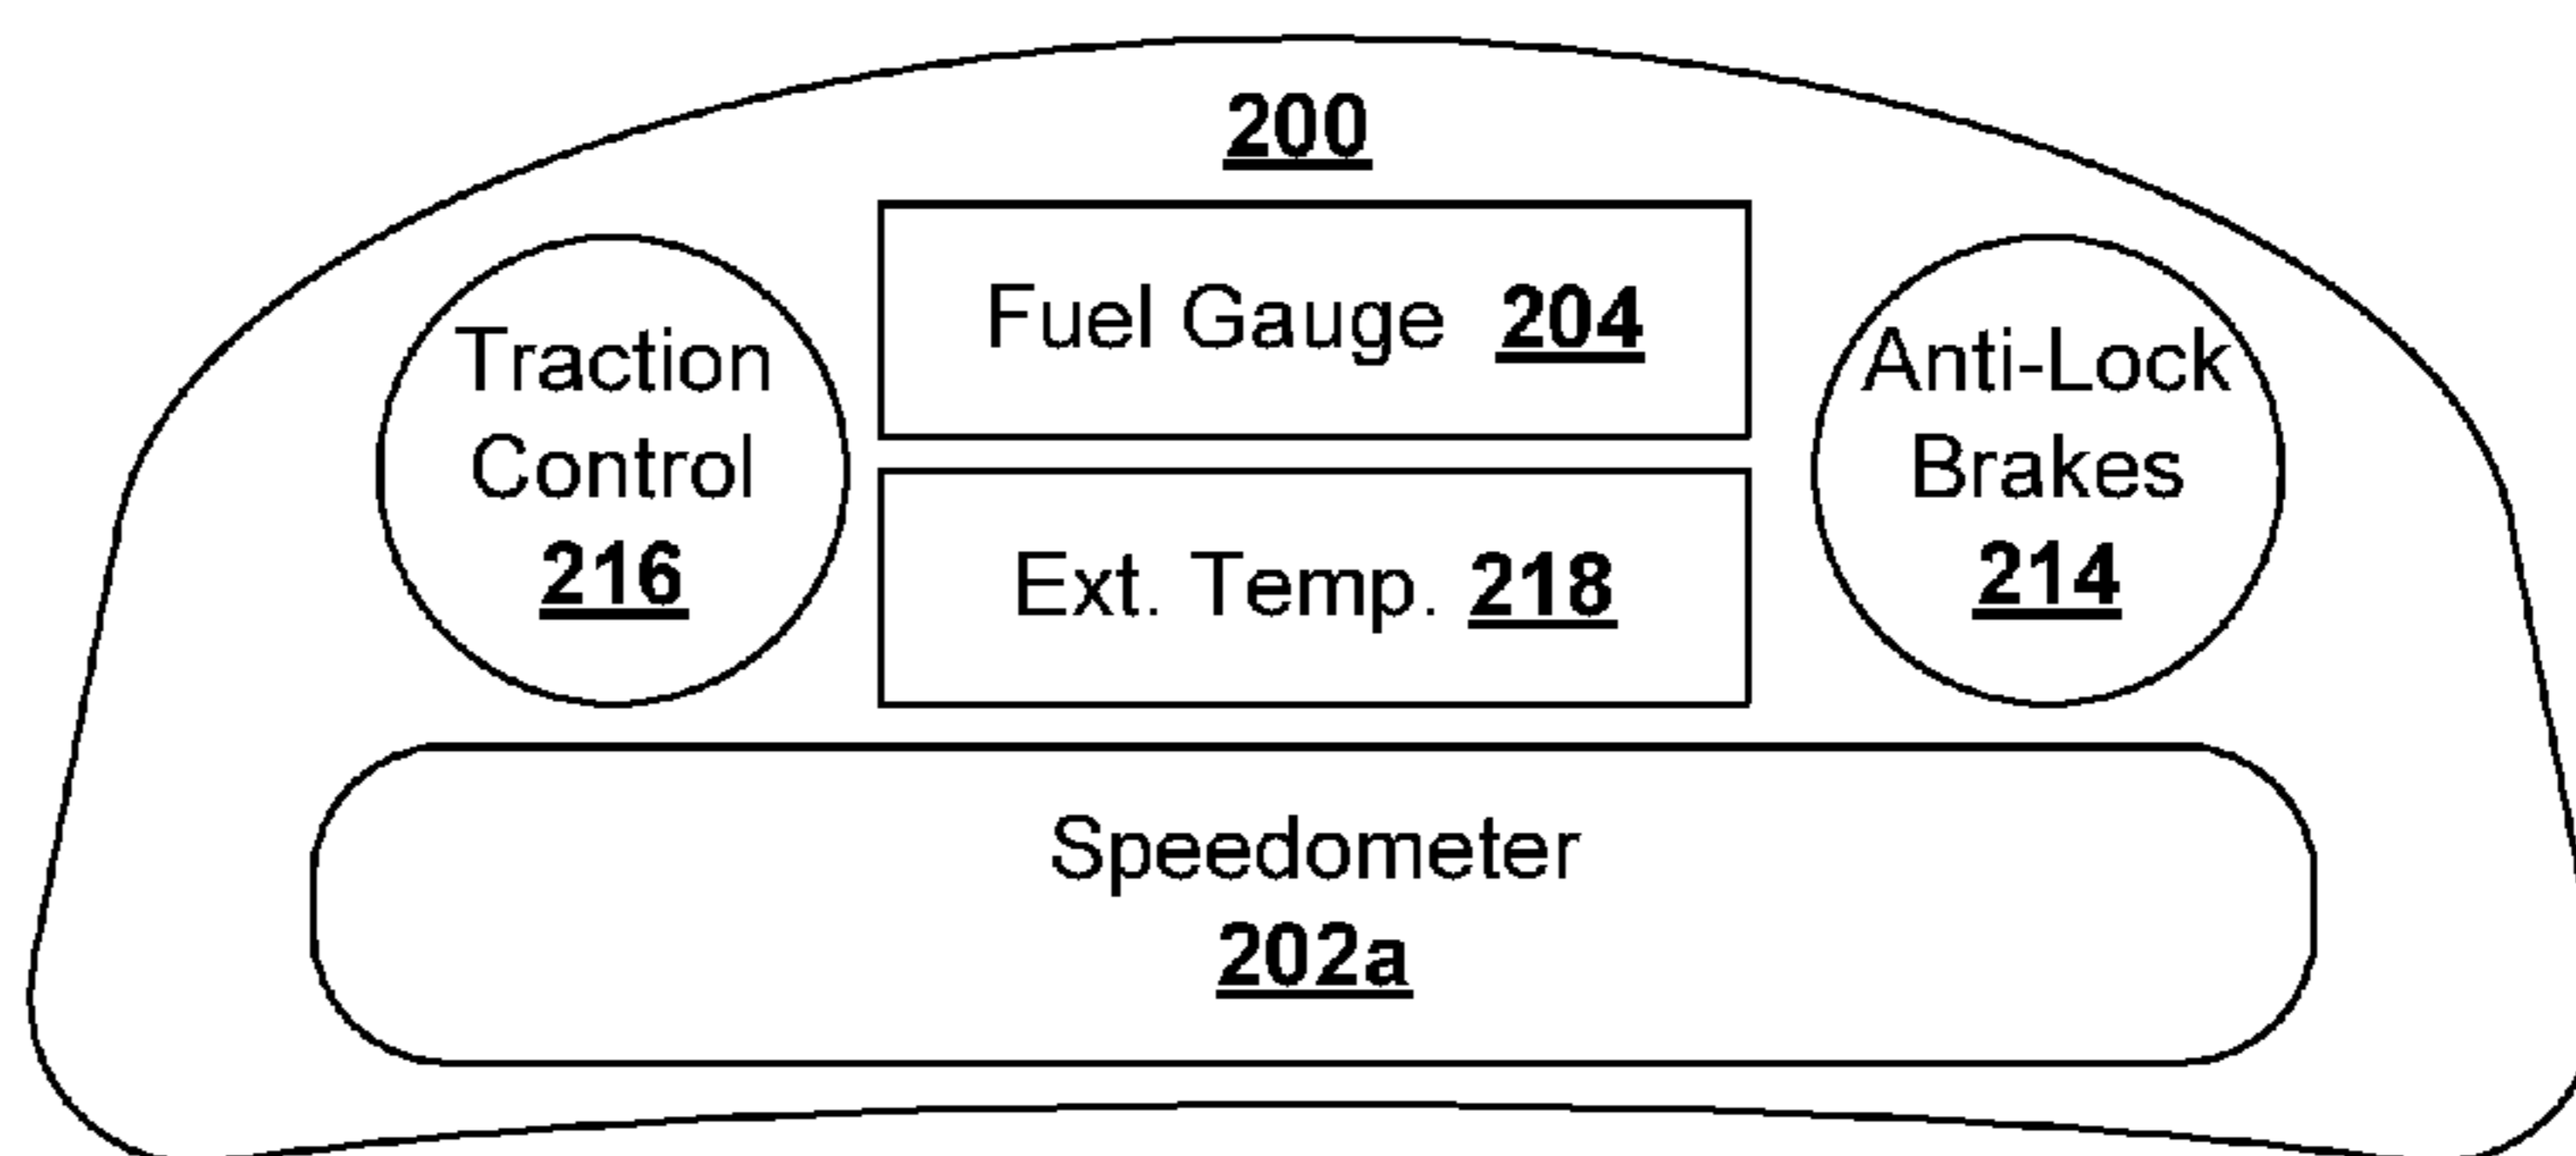 200
Traction
Control
216
Fuel Gauge 204
Ext. Temp. 218
Anti-Lock
Brakes
214
Speedometer
202a